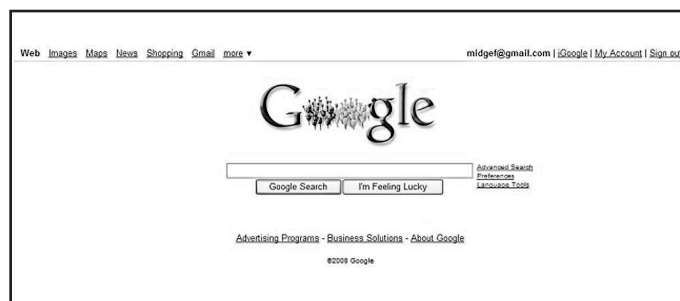 Web Images Maps News Shopping Gmail more ▼ midgef@gmail.com | iGoogle | My Account | Sign out
Google
Advanced Search
Preferences
Language Tools
Google Search I'm Feeling Lucky
Advertising Programs - Business Solutions - About Google
©2008 Google